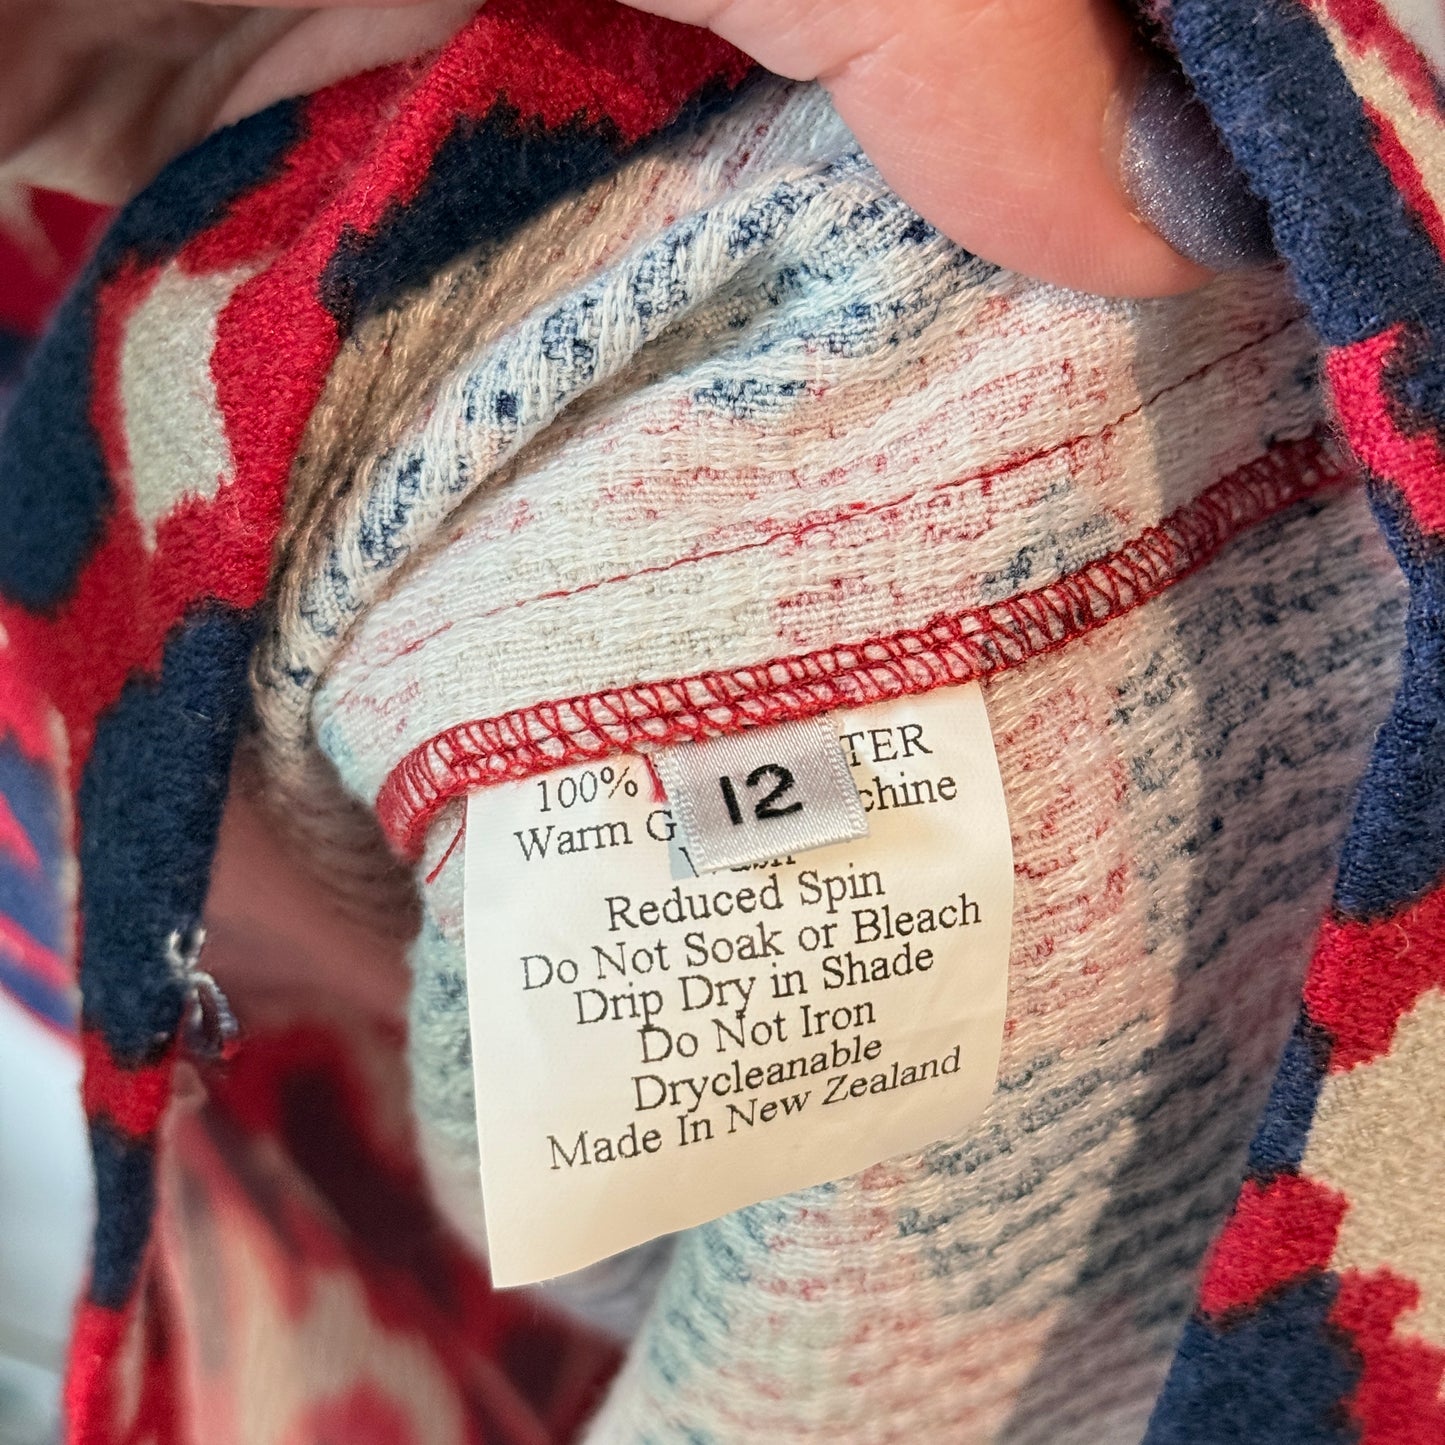 12
100% TER
Warm G chine
Wash
Reduced Spin
Do Not Soak or Bleach
Drip Dry in Shade
Do Not Iron
Drycleanable
Made In New Zealand